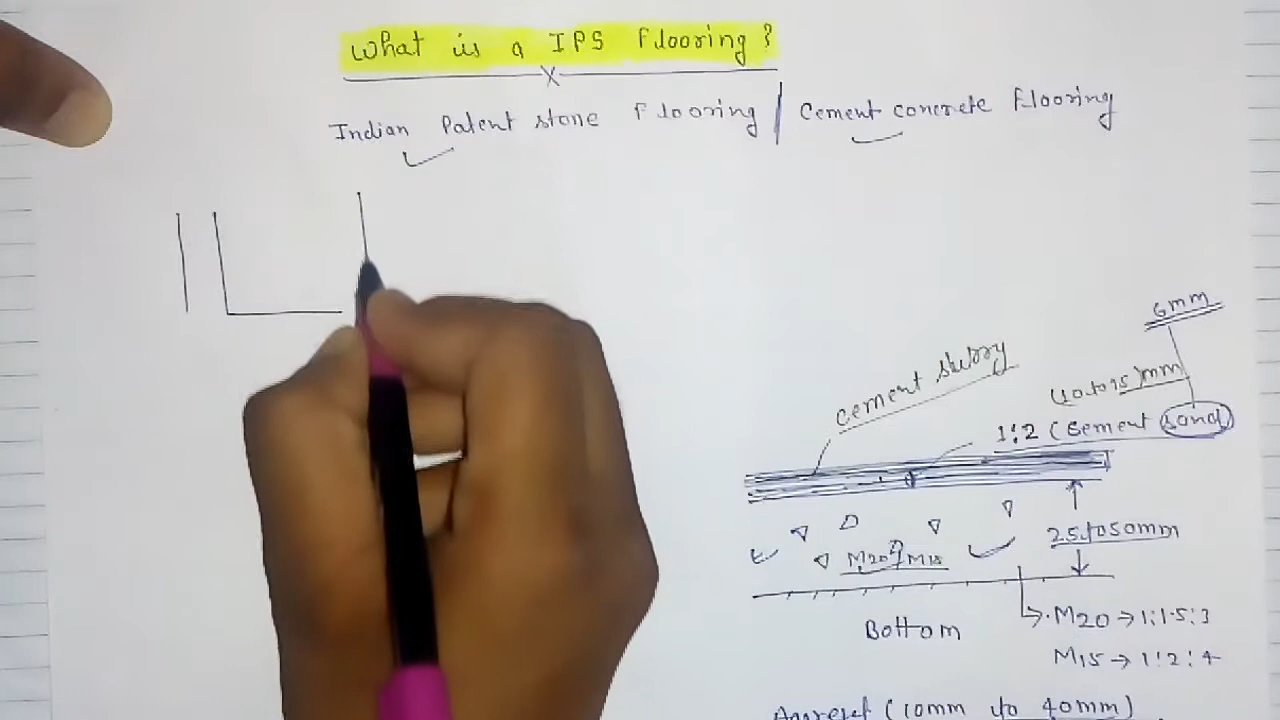 What is a IPS Flooring?
Indian Patent stone Flooring / Cement concrete Flooring
6mm
(10 to 15)mm
cement slurry
1:2 (Cement sand)
25 to 50mm
M20 M15
Bottom
M20 → 1:1.5:3
M15 → 1:2:4
(10mm to 40mm)